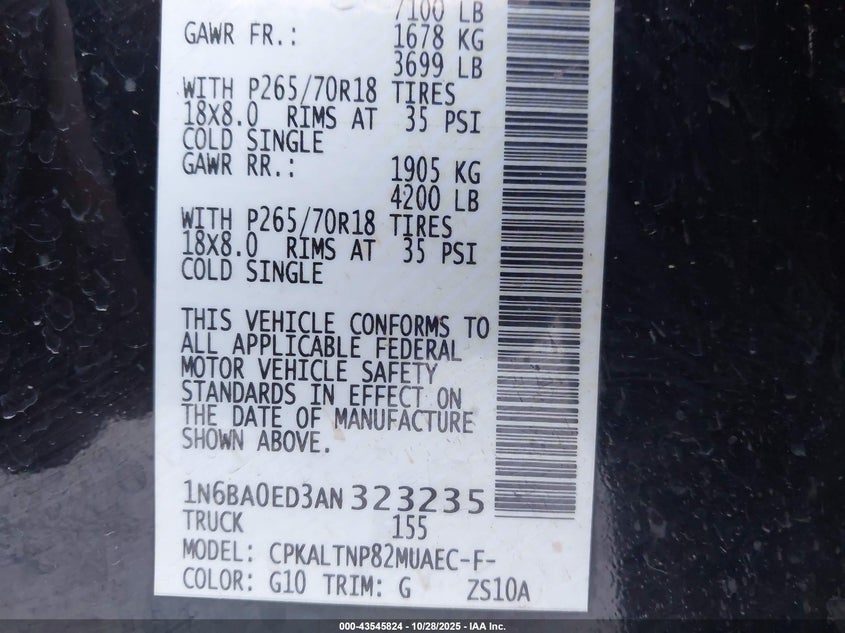 7100 LB
GAWR FR.: 1678 KG
3699 LB
WITH P265/70R18 TIRES
18X8.0 RIMS AT 35 PSI
COLD SINGLE
GAWR RR.: 1905 KG
4200 LB
WITH P265/70R18 TIRES
18X8.0 RIMS AT 35 PSI
COLD SINGLE
THIS VEHICLE CONFORMS TO
ALL APPLICABLE FEDERAL
MOTOR VEHICLE SAFETY
STANDARDS IN EFFECT ON
THE DATE OF MANUFACTURE
SHOWN ABOVE.
1N6BA0ED3AN323235
TRUCK 155
MODEL: CPKALTNP82MUAEC-F-
COLOR: G10 TRIM: G ZS10A
000-43545824 | 10/28/2025 - IAA Inc.